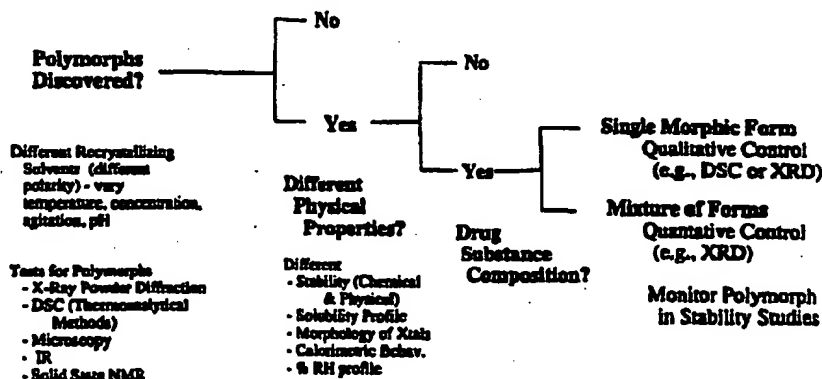 No
Polymorphs
Discovered?
No
Yes
Single Morphic Form
Qualitative Control
(e.g., DSC or XRD)
Different Recrystallizing
Solvents (different
polarity) - vary
temperature, concentration,
agitation, pH
Yes
Different
Physical
Properties?
Mixture of Forms
Quantative Control
(e.g., XRD)
Drug
Substance
Composition?
Tests for Polymorphs
- X-Ray Powder Diffraction
- DSC (Thermoanalytical
Methods)
- Microscopy
- IR
- Solid State NMR
Different
- Stability (Chemical
& Physical)
- Solubility Profile
- Morphology of Xtals
- Calorimetric Behav.
- % RH profile
Monitor Polymorph
in Stability Studies